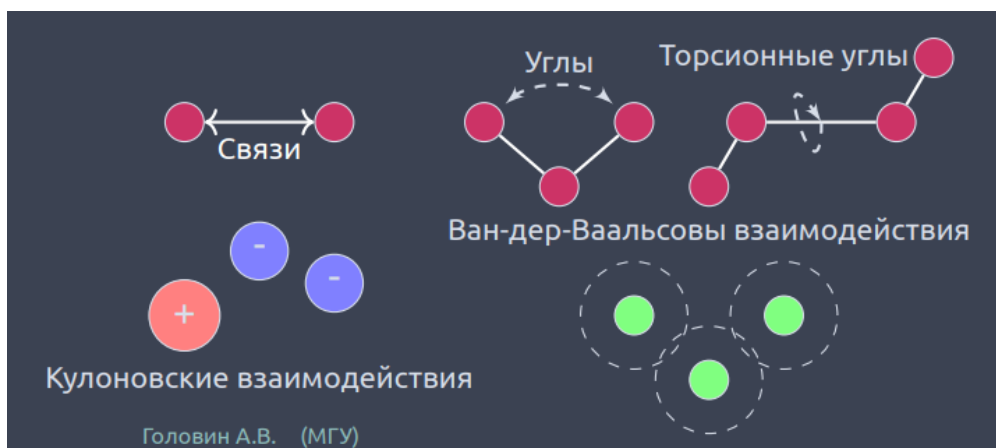 Углы
Торсионные углы
Связи
Ван-дер-Ваальсовы взаимодействия
-
-
+
Кулоновские взаимодействия
Головин А.В. (МГУ)